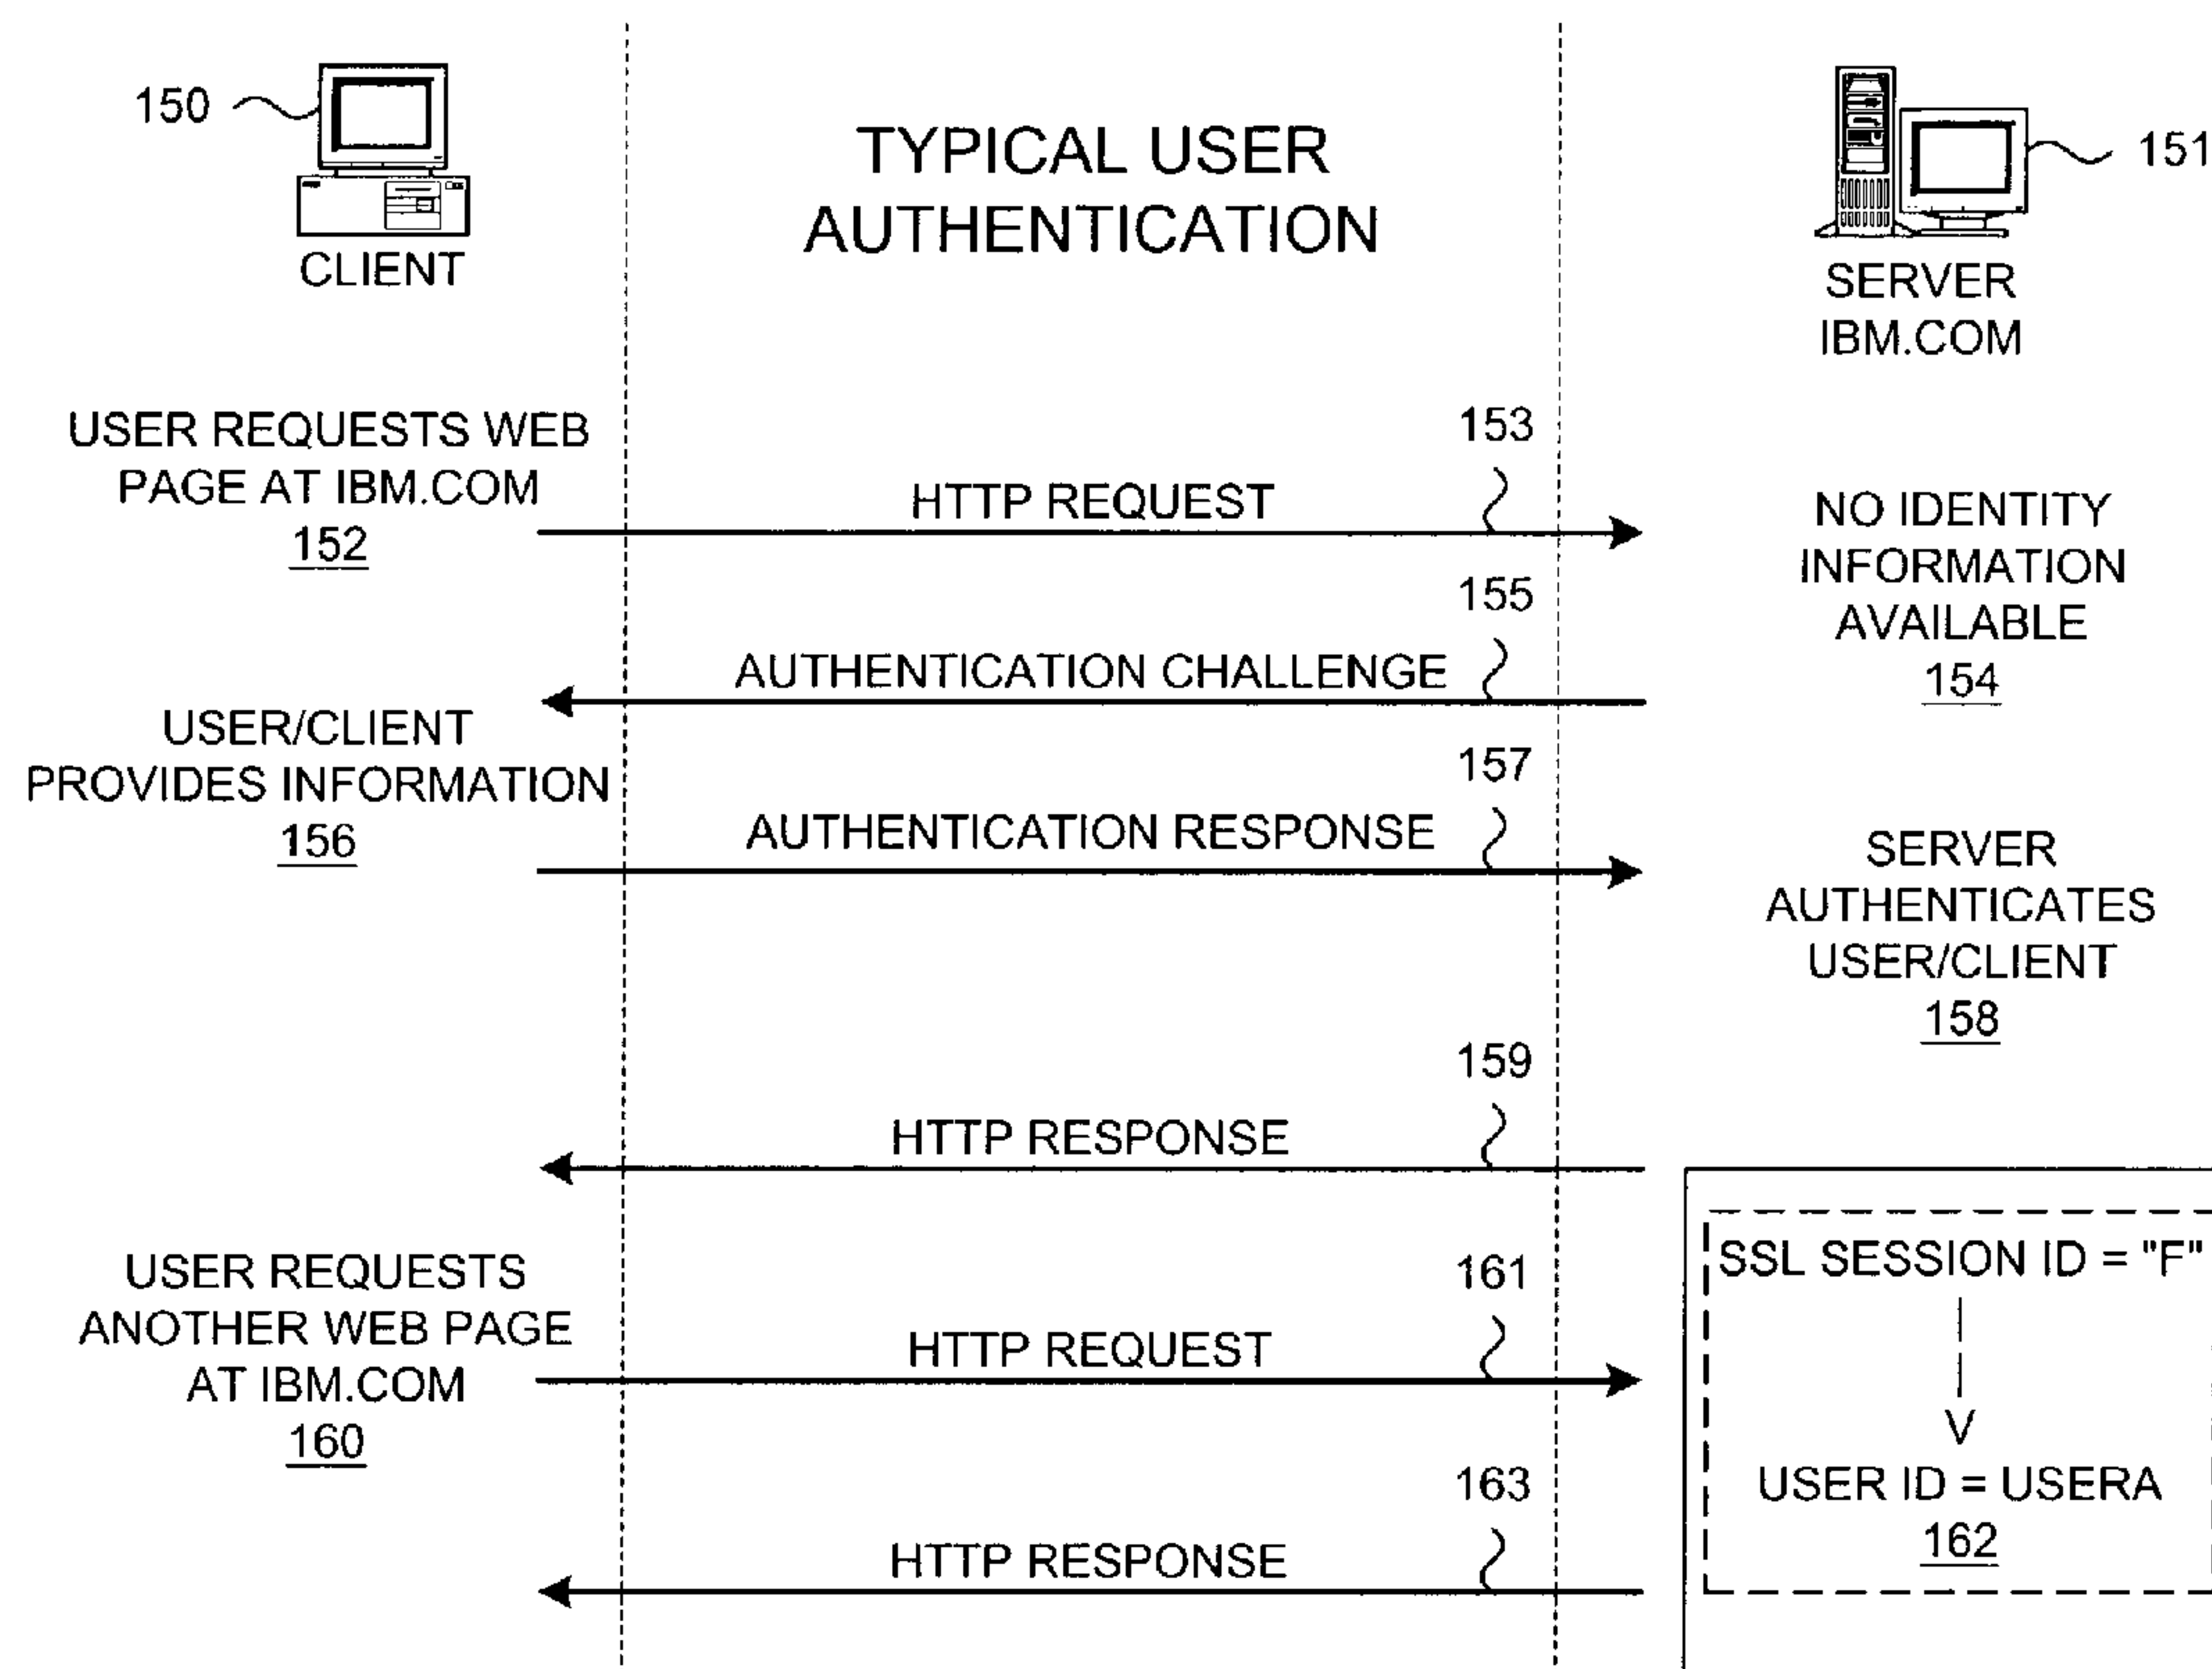 150
CLIENT
TYPICAL USER
AUTHENTICATION
151
SERVER
IBM.COM
USER REQUESTS WEB
PAGE AT IBM.COM
152
153
HTTP REQUEST
NO IDENTITY
INFORMATION
AVAILABLE
154
155
AUTHENTICATION CHALLENGE
USER/CLIENT
PROVIDES INFORMATION
156
157
AUTHENTICATION RESPONSE
SERVER
AUTHENTICATES
USER/CLIENT
158
159
HTTP RESPONSE
USER REQUESTS
ANOTHER WEB PAGE
AT IBM.COM
160
161
HTTP REQUEST
SSL SESSION ID = "F"
V
USER ID = USERA
162
163
HTTP RESPONSE